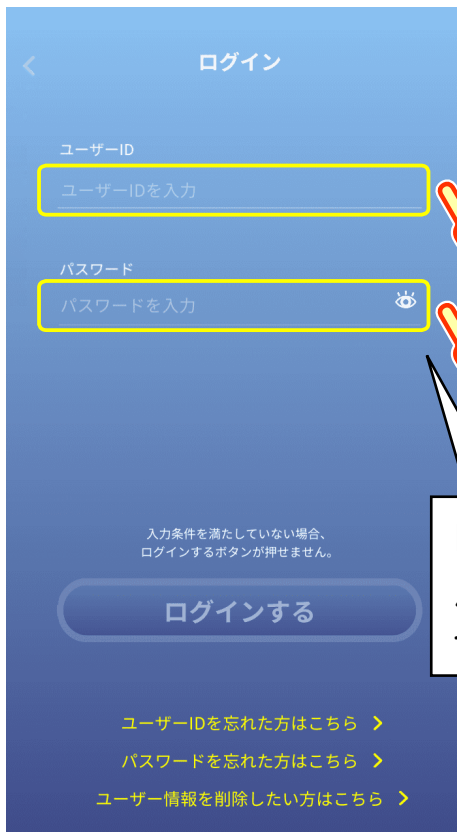 ログイン
ユーザーID
ユーザーIDを入力
パスワード
パスワードを入力
入力条件を満たしていない場合、
ログインするボタンが押せません。
ログインする
ユーザーIDを忘れた方はこちら
パスワードを忘れた方はこちら
ユーザー情報を削除したい方はこちら